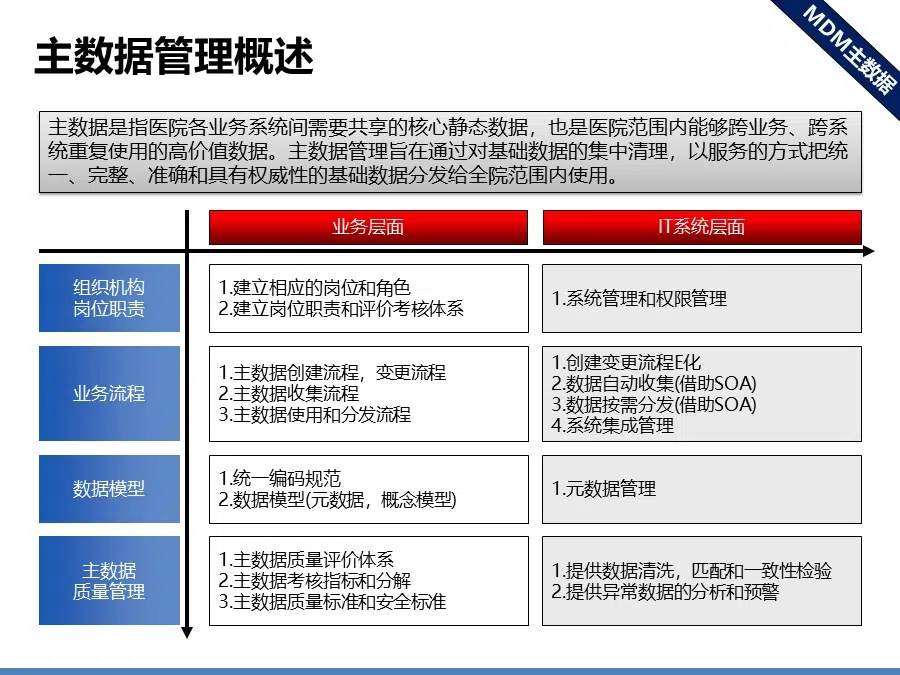 主数据管理概述
MDM主数据
主数据是指医院各业务系统间需要共享的核心静态数据，也是医院范围内能够跨业务、跨系
统重复使用的高价值数据。主数据管理旨在通过对基础数据的集中清理，以服务的方式把统
一、完整、准确和具有权威性的基础数据分发给全院范围内使用。
业务层面
IT系统层面
组织机构
岗位职责
1.建立相应的岗位和角色
2.建立岗位职责和评价考核体系
1.系统管理和权限管理
业务流程
1.主数据创建流程，变更流程
2.主数据收集流程
3.主数据使用和分发流程
1.创建变更流程E化
2.数据自动收集(借助SOA)
3.数据按需分发(借助SOA)
4.系统集成管理
数据模型
1.统一编码规范
2.数据模型(元数据，概念模型)
1.元数据管理
主数据
质量管理
1.主数据质量评价体系
2.主数据考核指标和分解
3.主数据质量标准和安全标准
1.提供数据清洗，匹配和一致性检验
2.提供异常数据的分析和预警